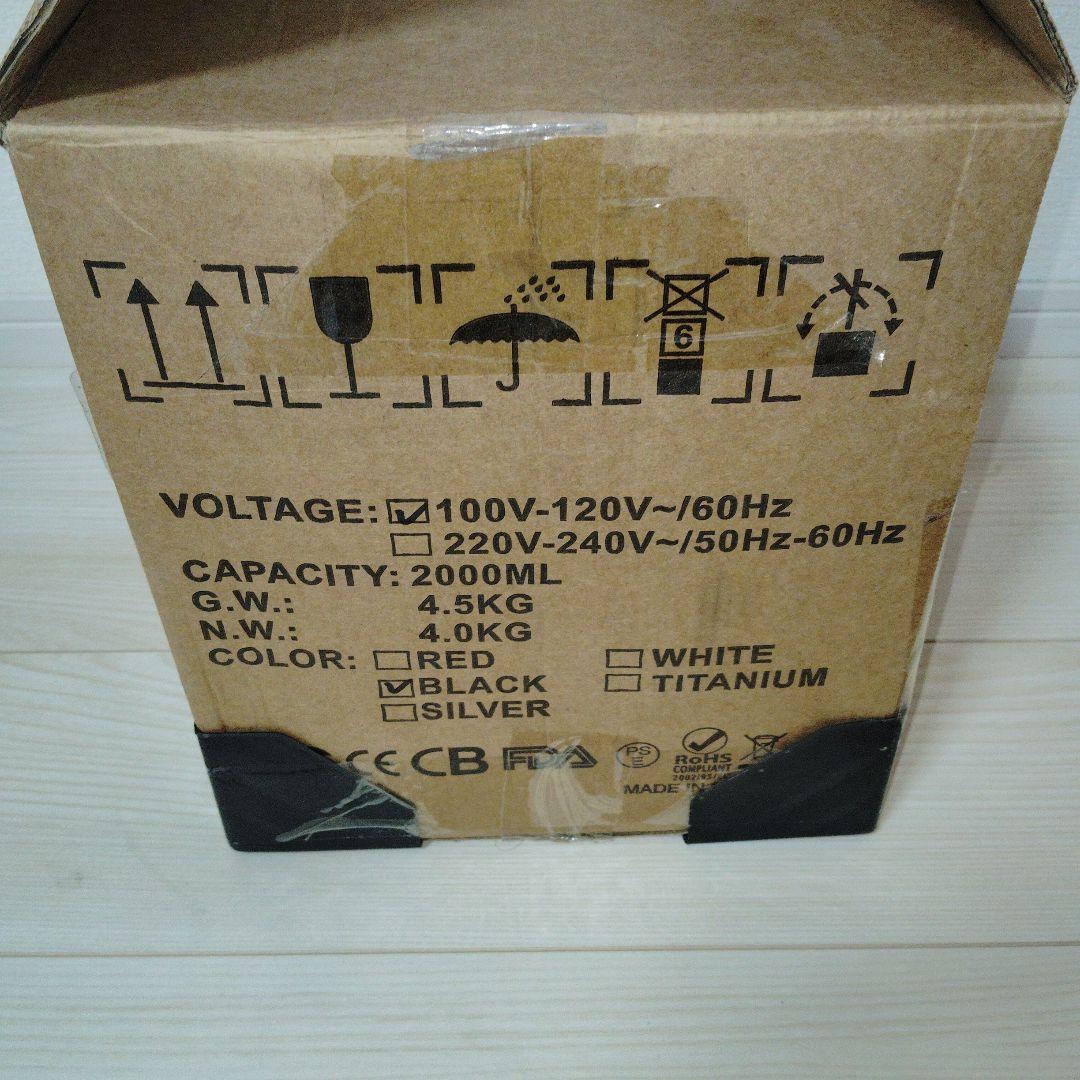 6
VOLTAGE: 100V-120V~/60Hz
220V-240V~/50Hz-60Hz
CAPACITY: 2000ML
G.W.: 4.5KG
N.W.: 4.0KG
COLOR: RED WHITE
BLACK TITANIUM
SILVER
CE CB FDA PS E RoHS
COMPLIANT
MADE IN